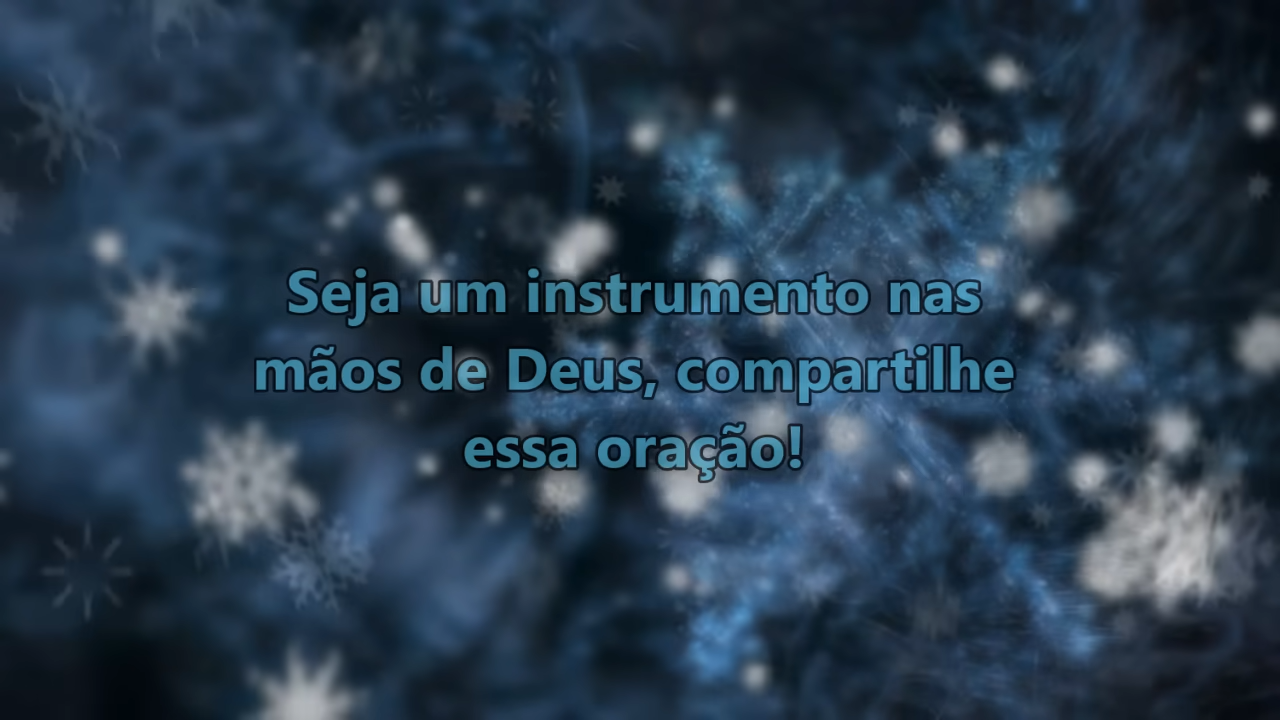 Seja um instrumento nas
mãos de Deus, compartilhe
essa oração!